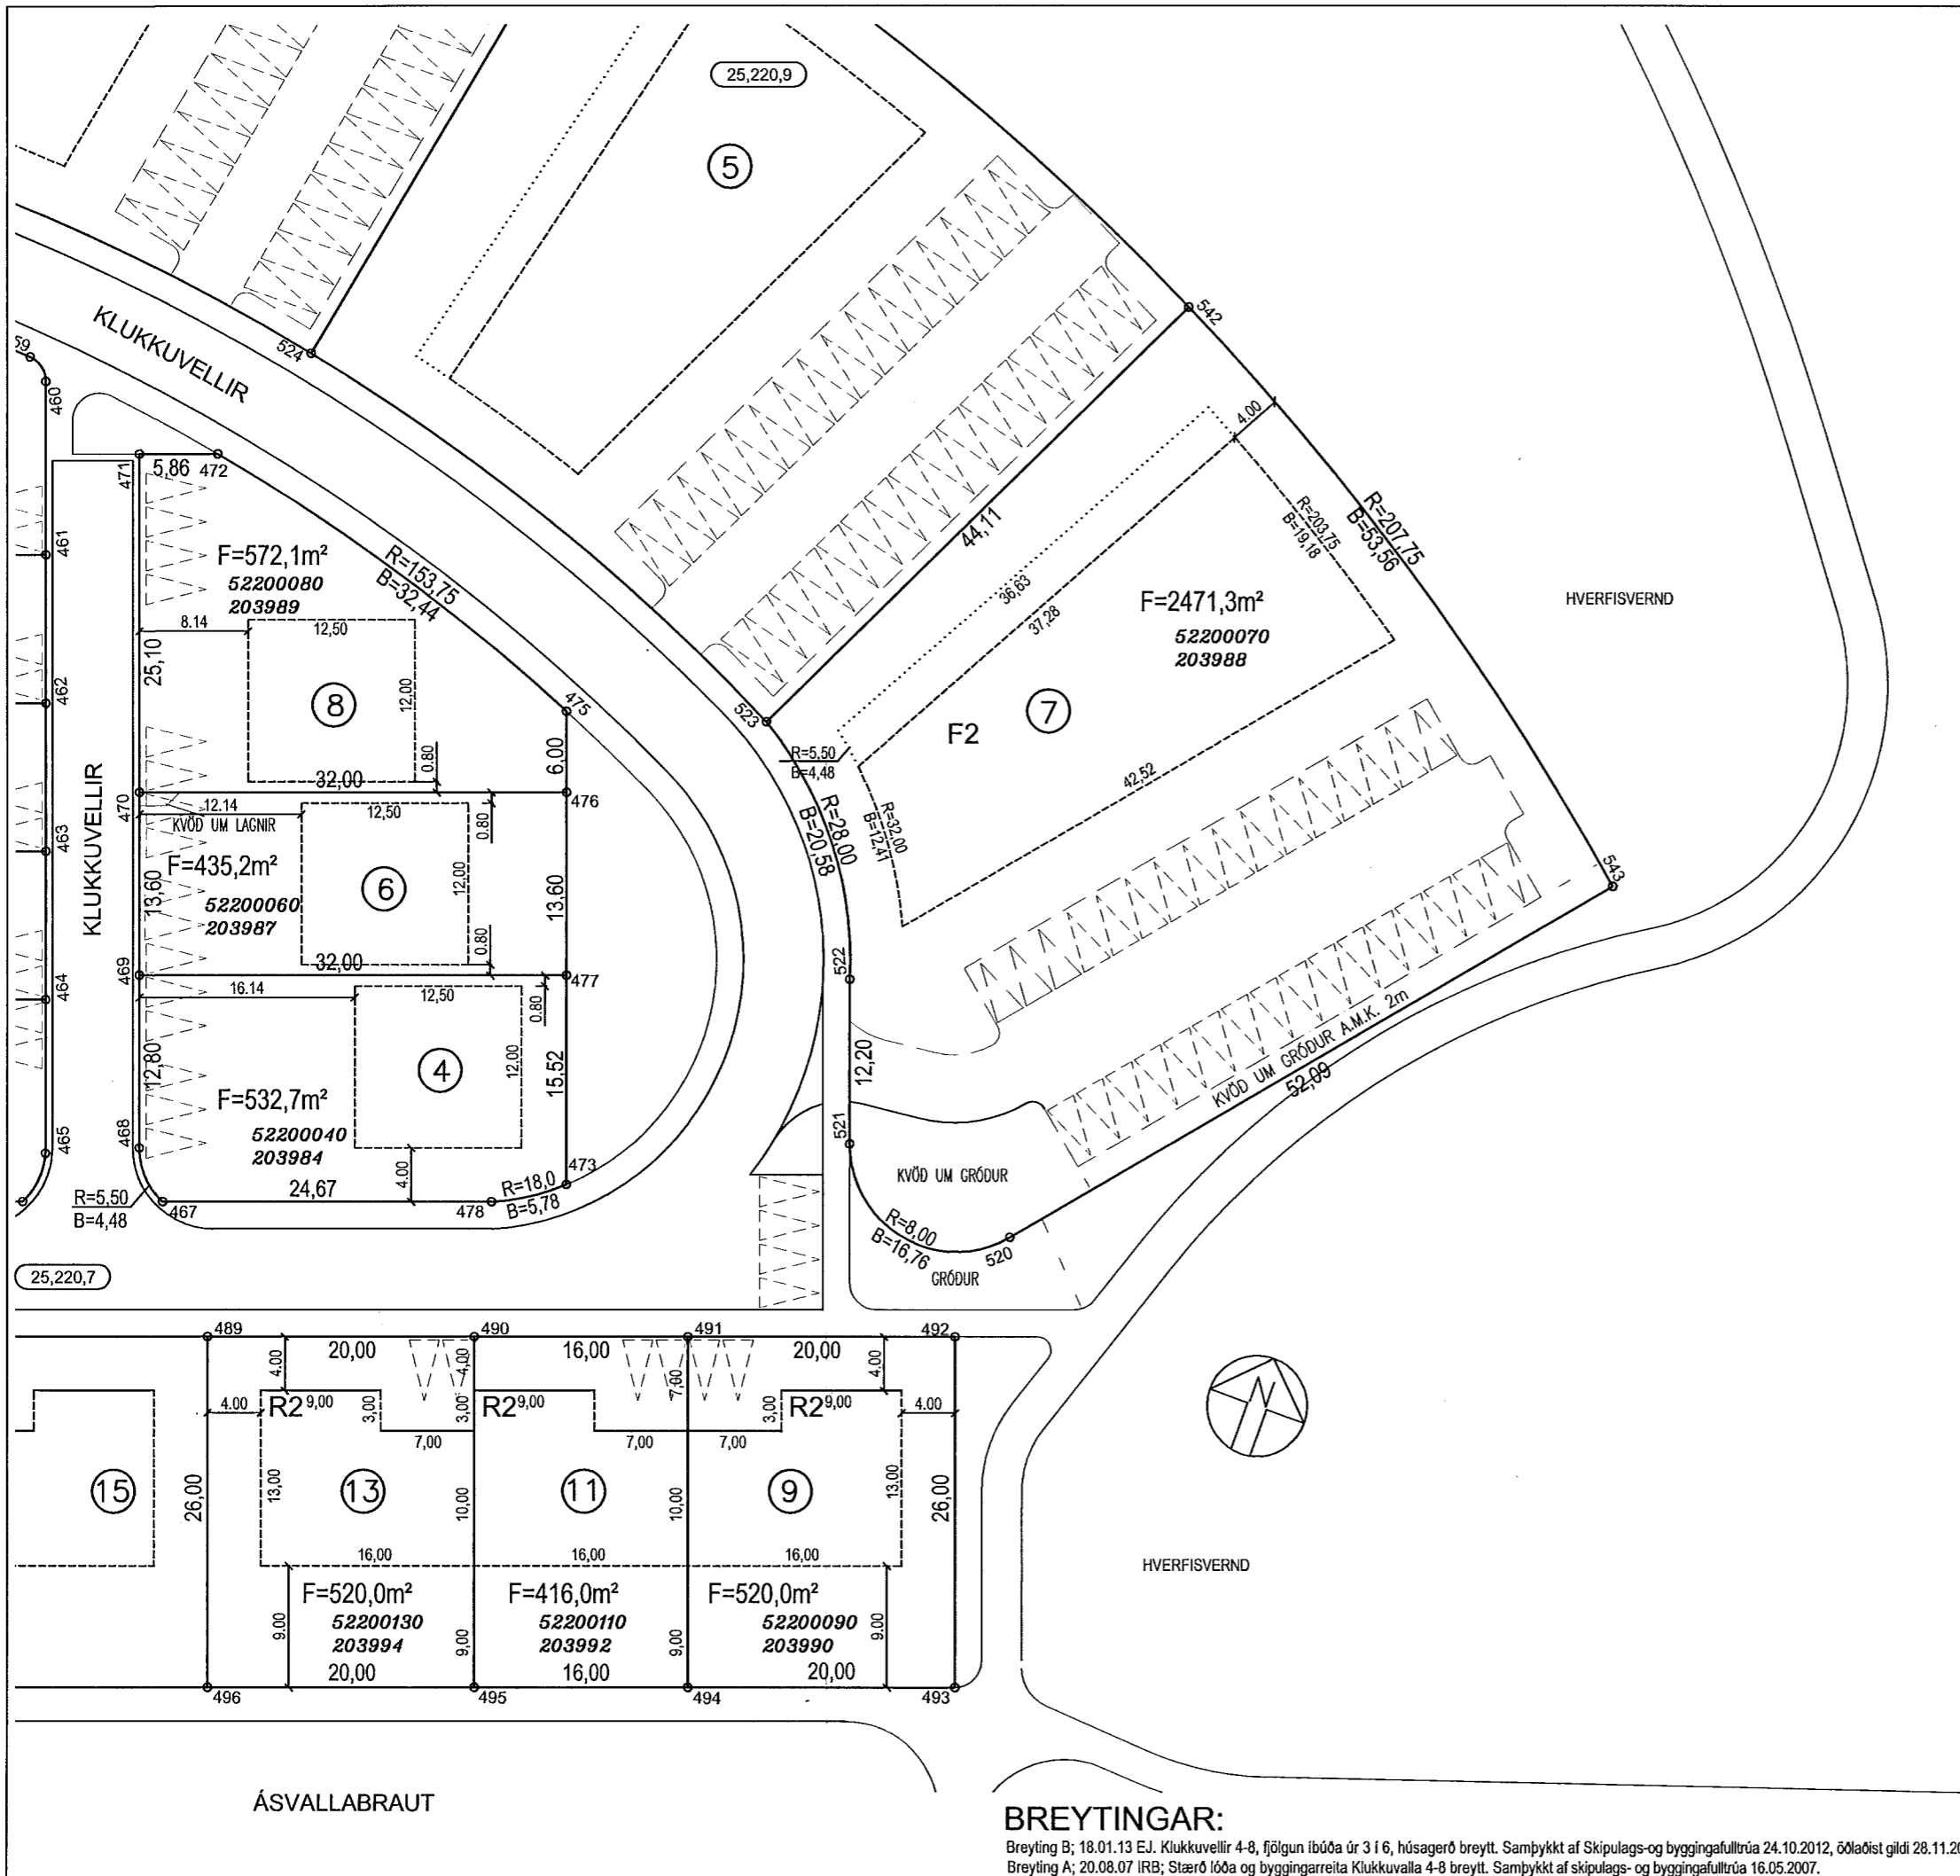 25,220,9
5
542
524
KLUKKUVELLIR
59
460
4.00
471
5,86
472
461
44,11
R=207,75
B=53,56
R=203,75
B=19,18
F=572,1m²
52200080
203989
R=153,75
B=32,44
36,63
37,28
F=2471,3m²
52200070
203988
HVERFISVERND
8.14
12,50
25,10
462
8
12,00
475
523
F2
7
KLUKKUVELLIR
0.80
6,00
R=5,50
B=4,48
42,52
32,00
470
476
12.14
KVÖÐ UM LAGNIR
12,50
0.80
R=28,00
B=20,58
R=32,00
B=12,41
463
F=435,2m²
52200060
203987
13,60
6
12,00
13,60
543
0.80
469
32,00
477
522
464
16.14
12,50
0.80
12,80
4
12,00
15,52
12,20
KVÖÐ UM GRÓÐUR A.M.K. 2m
52,09
F=532,7m²
52200040
203984
465
468
521
4.00
473
KVÖÐ UM GRÓÐUR
R=5,50
B=4,48
467
24,67
478
R=18,0
B=5,78
R=8,00
B=16,76
520
GRÓÐUR
25,220,7
489
490
491
492
20,00
16,00
20,00
4.00
4,00
7,00
4.00
4.00
R2
9,00
3,00
3,00
R2
9,00
3,00
R2
9,00
4.00
7,00
7,00
7,00
N
15
26,00
13,00
13
10,00
11
10,00
9
13,00
26,00
16,00
16,00
16,00
HVERFISVERND
F=520,0m²
52200130
203994
F=416,0m²
52200110
203992
F=520,0m²
52200090
203990
9.00
9,00
9,00
9.00
20,00
16,00
20,00
496
495
494
493
ÁSVALLABRAUT
BREYTINGAR:
Breyting B; 18.01.13 EJ. Klukkuvellir 4-8, fjölgun íbúða úr 3 í 6, húsagerð breytt. Samþykkt af Skipulags-og byggingafulltrúa 24.10.2012, öðlaðist gildi 28.11.20
Breyting A; 20.08.07 IRB; Stærð lóða og byggingarreita Klukkuvalla 4-8 breytt. Samþykkt af skipulags- og byggingafulltrúa 16.05.2007.